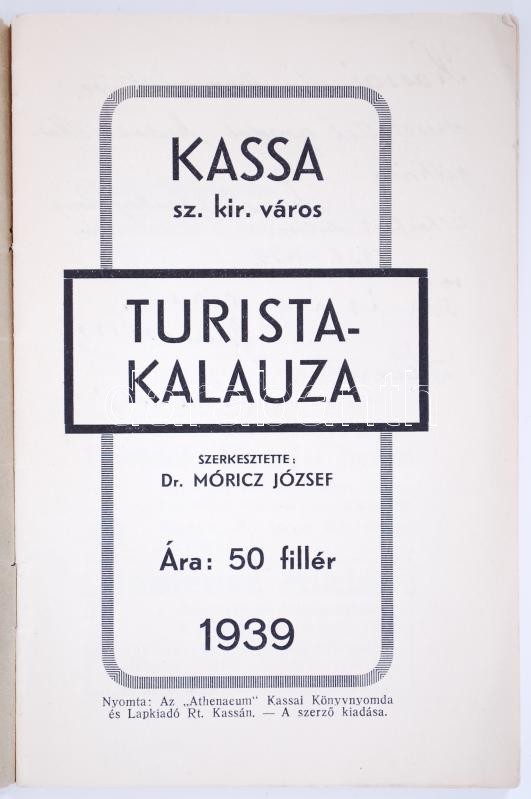 KASSA
sz. kir. város
TURISTA-
KALAUZA
SZERKESZTETTE:
Dr. MÓRICZ JÓZSEF
Ára: 50 fillér
1939
Nyomta: Az „Athenaeum" Kassai Könyvnyomda
és Lapkiadó Rt. Kassán. — A szerző kiadása.